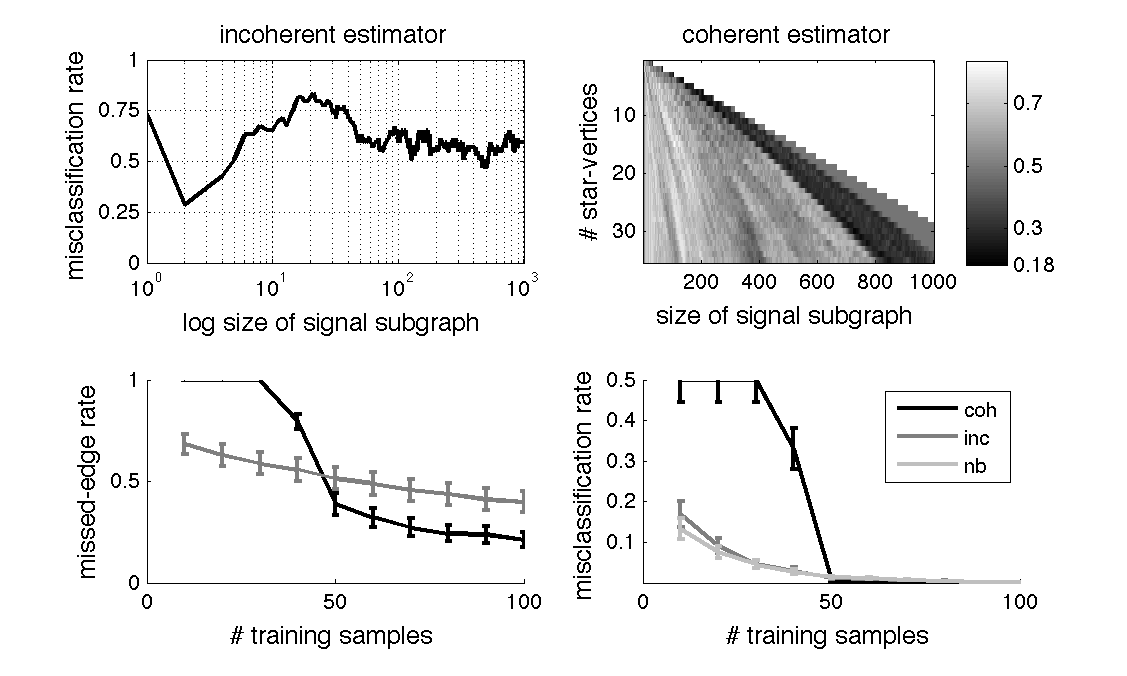 incoherent estimator
misclassification rate
1
0.75
0.5
0.25
0
10^0
10^1
10^2
10^3
log size of signal subgraph
coherent estimator
# star-vertices
10
20
30
200
400
600
800
1000
size of signal subgraph
0.7
0.5
0.3
0.18
missed-edge rate
1
0.5
0
0
50
100
# training samples
misclassification rate
0.5
0.4
0.3
0.2
0.1
0
50
100
# training samples
coh
inc
nb